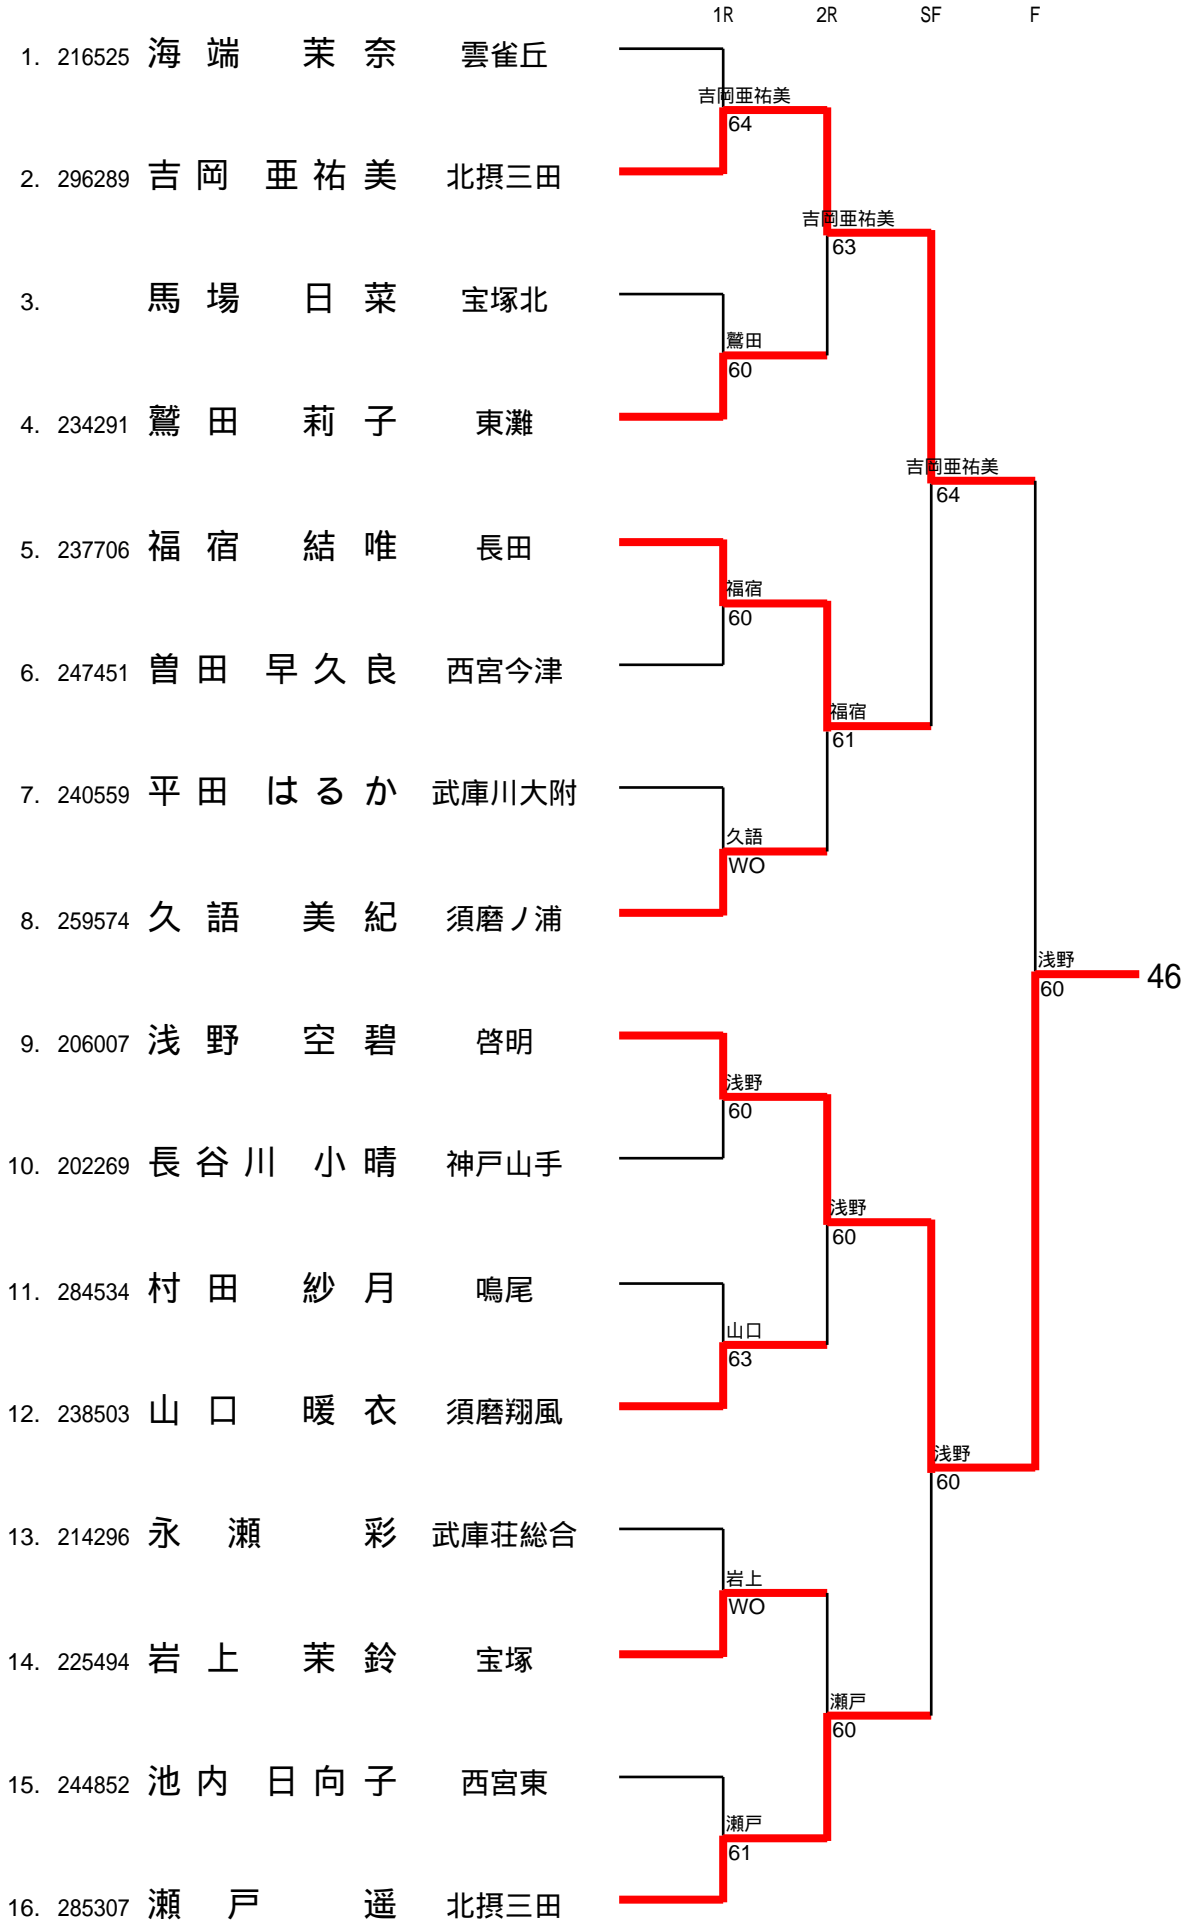 1R 2R SF F
1. 216525 海端 茉奈 雲雀丘
吉岡亜祐美
64
2. 296289 吉岡 亜祐美 北摂三田
吉岡亜祐美
63
3. 馬場 日菜 宝塚北
鷲田
60
4. 234291 鷲田 莉子 東灘
吉岡亜祐美
64
5. 237706 福宿 結唯 長田
福宿
60
6. 247451 曽田 早久良 西宮今津
福宿
61
7. 240559 平田 はるか 武庫川大附
久語
WO
8. 259574 久語 美紀 須磨ノ浦
浅野
60
46
9. 206007 浅野 空碧 啓明
浅野
60
10. 202269 長谷川 小晴 神戸山手
浅野
60
11. 284534 村田 紗月 鳴尾
山口
63
12. 238503 山口 暖衣 須磨翔風
浅野
60
13. 214296 永瀬 彩 武庫荘総合
岩上
WO
14. 225494 岩上 茉鈴 宝塚
瀬戸
60
15. 244852 池内 日向子 西宮東
瀬戸
61
16. 285307 瀬戸 遥 北摂三田